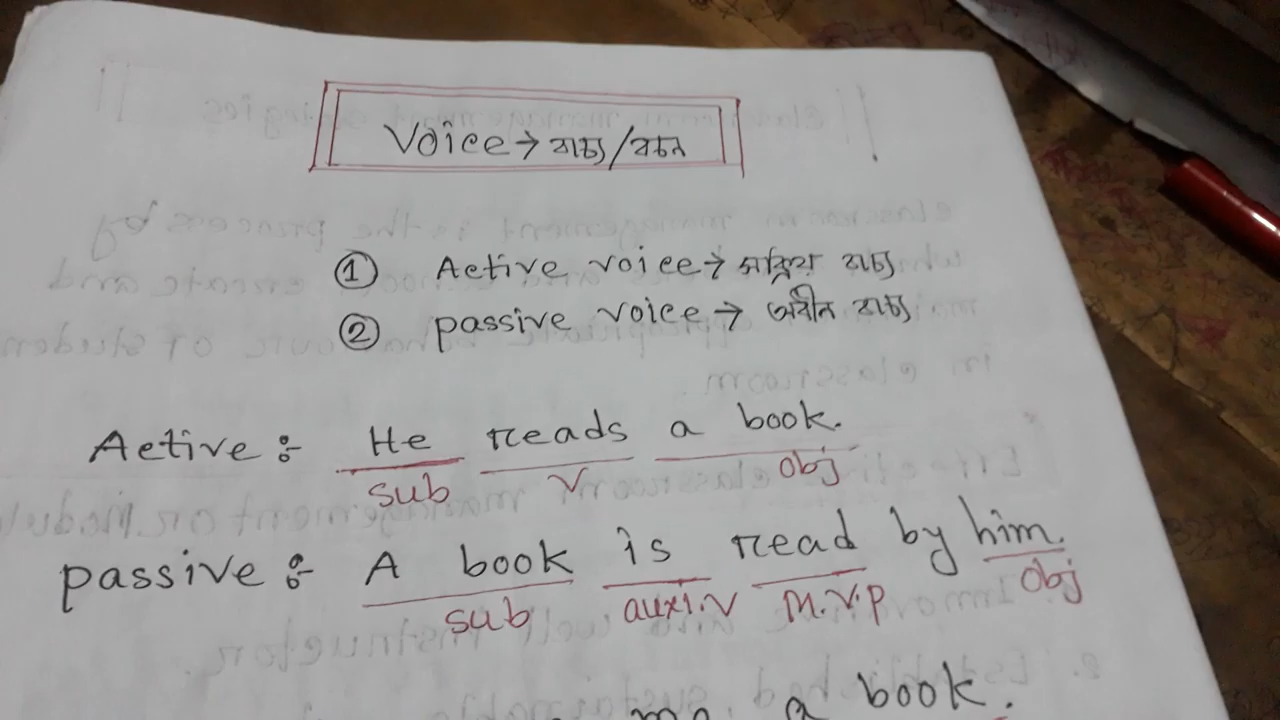 Voice → বাচ্য/বচন
① Active voice → সক্রিয় বাচ্য
② passive voice → অধীন বাচ্য
Active : He reads a book.
sub v obj
passive : A book is read by him.
sub auxi.v M.V.P obj
a book.